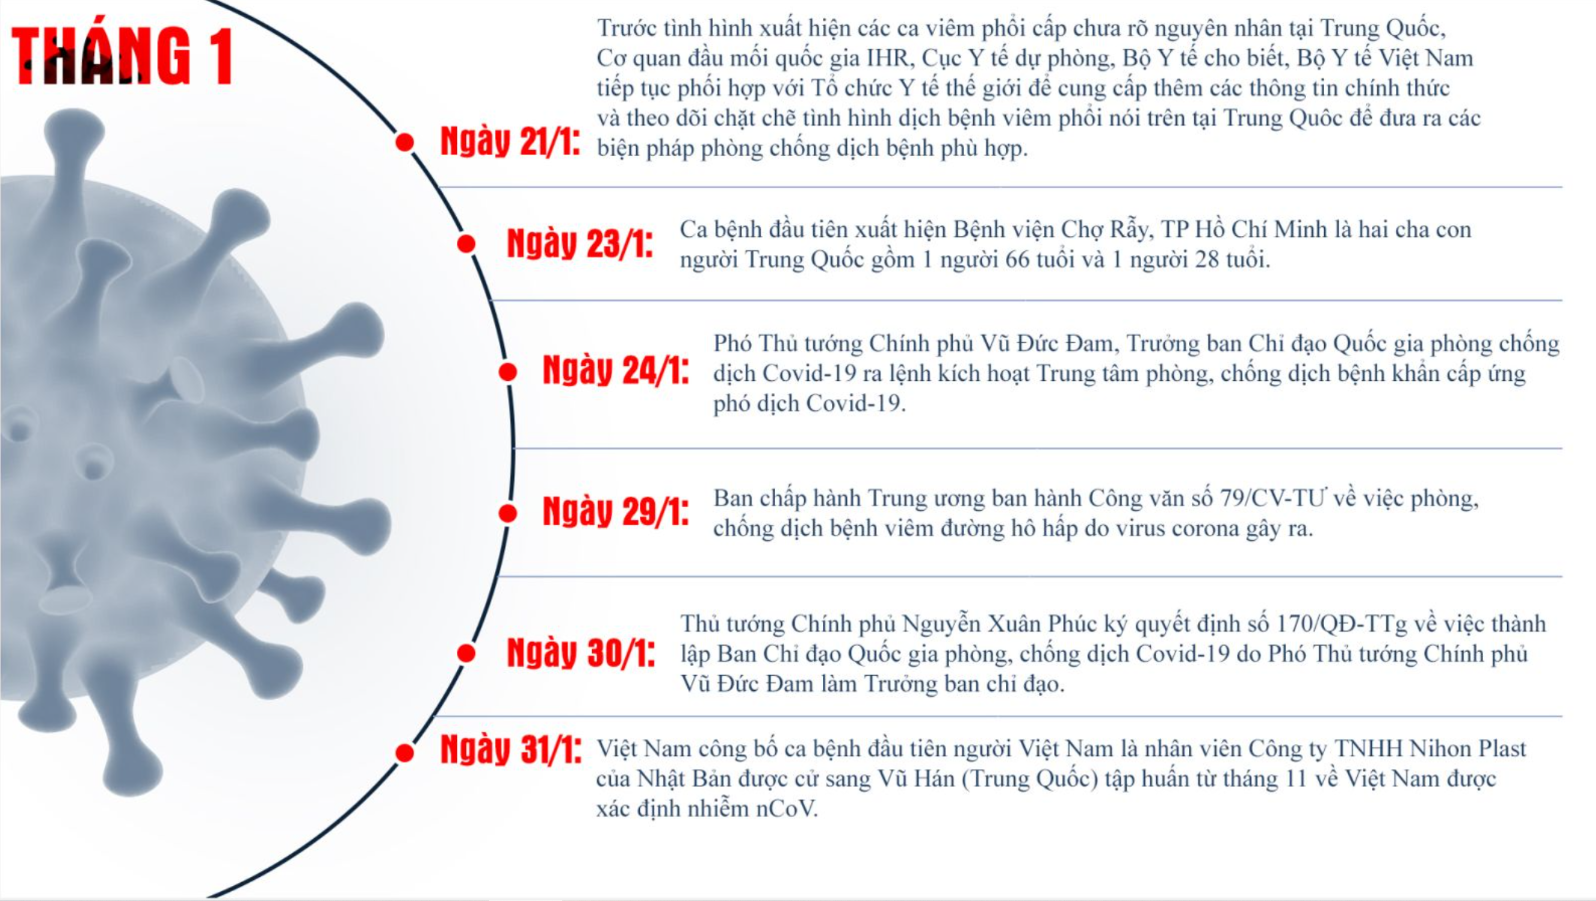 THÁNG 1
Trước tình hình xuất hiện các ca viêm phổi cấp chưa rõ nguyên nhân tại Trung Quốc,
Cơ quan đầu mối quốc gia IHR, Cục Y tế dự phòng, Bộ Y tế cho biết, Bộ Y tế Việt Nam
tiếp tục phối hợp với Tổ chức Y tế thế giới để cung cấp thêm các thông tin chính thức
và theo dõi chặt chẽ tình hình dịch bệnh viêm phổi nói trên tại Trung Quôc để đưa ra các
Ngày 21/1: biện pháp phòng chống dịch bệnh phù hợp.
Ngày 23/1: Ca bệnh đầu tiên xuất hiện Bệnh viện Chợ Rẫy, TP Hồ Chí Minh là hai cha con
người Trung Quốc gồm 1 người 66 tuổi và 1 người 28 tuổi.
Phó Thủ tướng Chính phủ Vũ Đức Đam, Trưởng ban Chỉ đạo Quốc gia phòng chống
Ngày 24/1: dịch Covid-19 ra lệnh kích hoạt Trung tâm phòng, chống dịch bệnh khẩn cấp ứng
phó dịch Covid-19.
Ngày 29/1: Ban chấp hành Trung ương ban hành Công văn số 79/CV-TƯ về việc phòng,
chống dịch bệnh viêm đường hô hấp do virus corona gây ra.
Thủ tướng Chính phủ Nguyễn Xuân Phúc ký quyết định số 170/QĐ-TTg về việc thành
Ngày 30/1: lập Ban Chỉ đạo Quốc gia phòng, chống dịch Covid-19 do Phó Thủ tướng Chính phủ
Vũ Đức Đam làm Trưởng ban chỉ đạo.
Ngày 31/1: Việt Nam công bố ca bệnh đầu tiên người Việt Nam là nhân viên Công ty TNHH Nihon Plast
của Nhật Bản được cử sang Vũ Hán (Trung Quốc) tập huấn từ tháng 11 về Việt Nam được
xác định nhiễm nCoV.